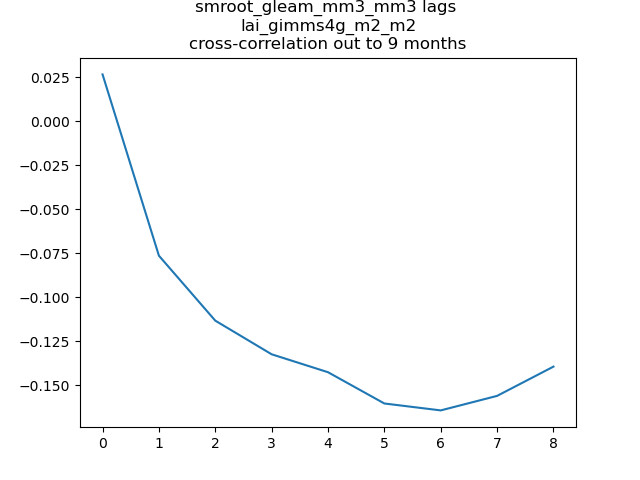 smroot_gleam_mm3_mm3 lags
lai_gimms4g_m2_m2
cross-correlation out to 9 months
0.025
0.000
−0.025
−0.050
−0.075
−0.100
−0.125
−0.150
0 1 2 3 4 5 6 7 8